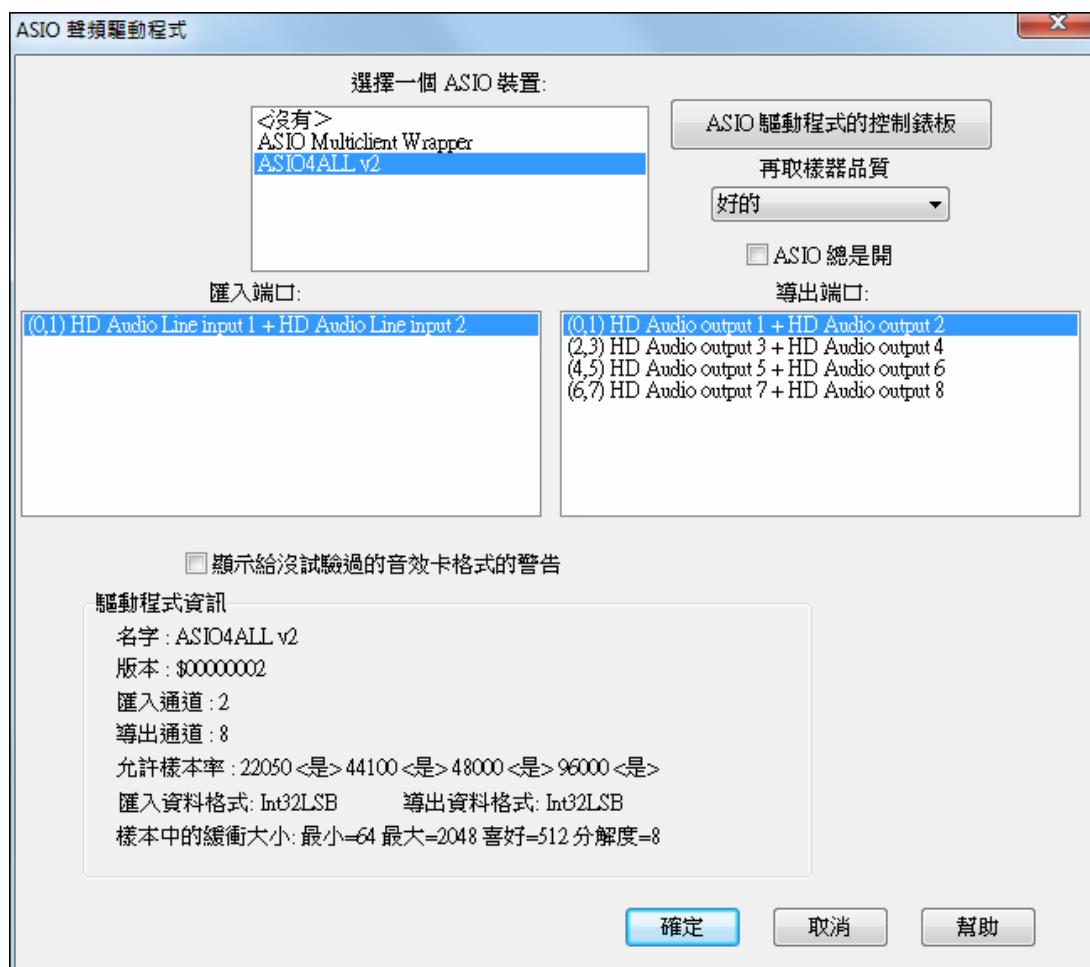 ASIO 聲頻驅動程式
選擇一個 ASIO 裝置:
<沒有>
ASIO Multiclient Wrapper
ASIO4ALL v2
ASIO 驅動程式的控制錶板
再取樣器品質
好的
ASIO 總是開
匯入端口:
(0,1) HD Audio Line input 1 + HD Audio Line input 2
導出端口:
(0,1) HD Audio output 1 + HD Audio output 2
(2,3) HD Audio output 3 + HD Audio output 4
(4,5) HD Audio output 5 + HD Audio output 6
(6,7) HD Audio output 7 + HD Audio output 8
顯示給沒試驗過的音效卡格式的警告
驅動程式資訊
名字 : ASIO4ALL v2
版本 : $00000002
匯入通道 : 2
導出通道 : 8
允許樣本率 : 22050 <是> 44100 <是> 48000 <是> 96000 <是>
匯入資料格式: Int32LSB 導出資料格式: Int32LSB
樣本中的緩衝大小: 最小=64 最大=2048 喜好=512 分解度=8
確定 取消 幫助